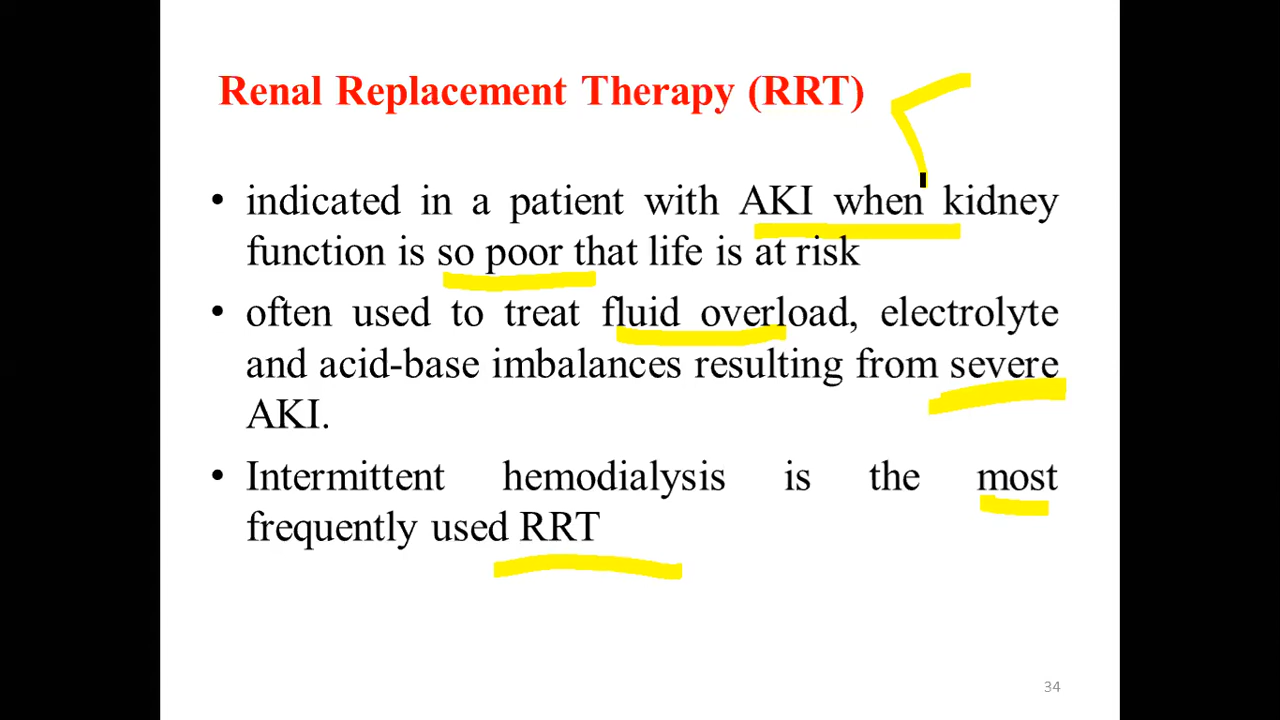 Renal Replacement Therapy (RRT)
• indicated in a patient with AKI when kidney
function is so poor that life is at risk
• often used to treat fluid overload, electrolyte
and acid-base imbalances resulting from severe
AKI.
• Intermittent hemodialysis is the most
frequently used RRT
34